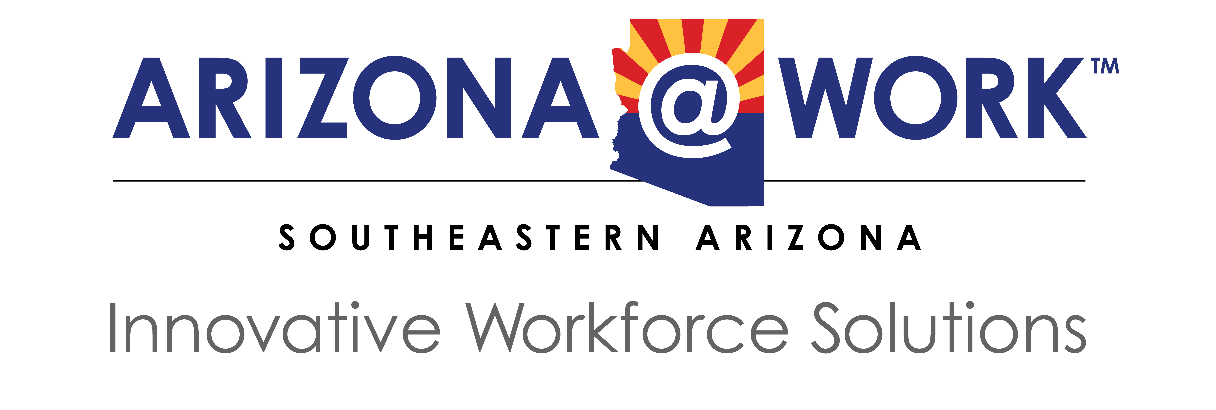 ARIZONA@WORK™
SOUTHEASTERN ARIZONA
Innovative Workforce Solutions